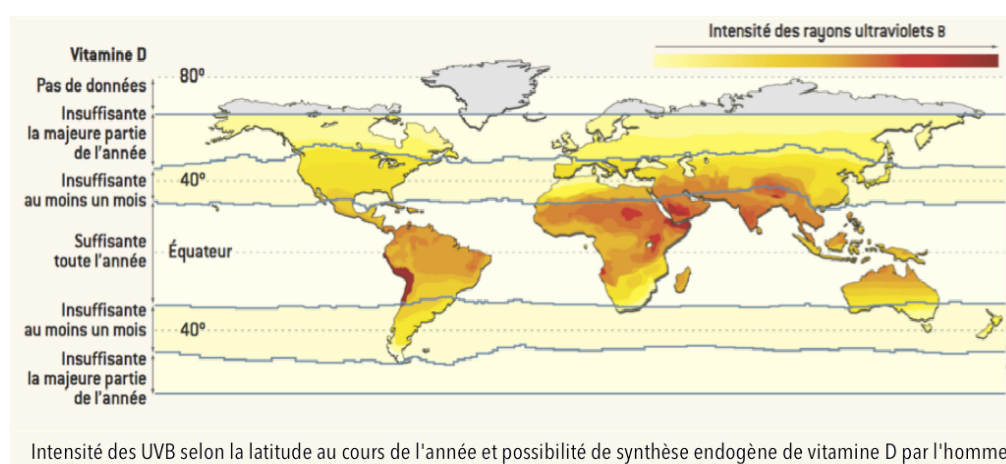 Intensité des rayons ultraviolets B
Vitamine D
Pas de données
80°
Insuffisante
la majeure partie
de l'année
Insuffisante
au moins un mois
40°
Suffisante
toute l'année
Équateur
Insuffisante
au moins un mois
40°
Insuffisante
la majeure partie
de l'année
Intensité des UVB selon la latitude au cours de l'année et possibilité de synthèse endogène de vitamine D par l'homme